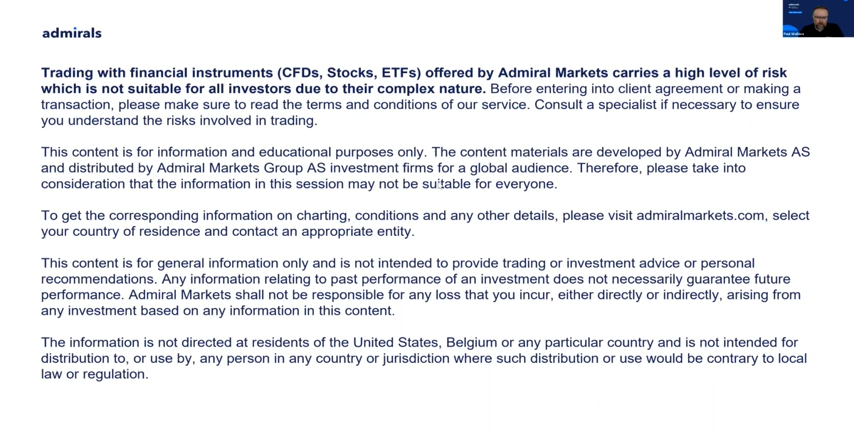 admirals
Trading with financial instruments (CFDs, Stocks, ETFs) offered by Admiral Markets carries a high level of risk
which is not suitable for all investors due to their complex nature. Before entering into client agreement or making a
transaction, please make sure to read the terms and conditions of our service. Consult a specialist if necessary to ensure
you understand the risks involved in trading.
This content is for information and educational purposes only. The content materials are developed by Admiral Markets AS
and distributed by Admiral Markets Group AS investment firms for a global audience. Therefore, please take into
consideration that the information in this session may not be suitable for everyone.
To get the corresponding information on charting, conditions and any other details, please visit admiralmarkets.com, select
your country of residence and contact an appropriate entity.
This content is for general information only and is not intended to provide trading or investment advice or personal
recommendations. Any information relating to past performance of an investment does not necessarily guarantee future
performance. Admiral Markets shall not be responsible for any loss that you incur, either directly or indirectly, arising from
any investment based on any information in this content.
The information is not directed at residents of the United States, Belgium or any particular country and is not intended for
distribution to, or use by, any person in any country or jurisdiction where such distribution or use would be contrary to local
law or regulation.